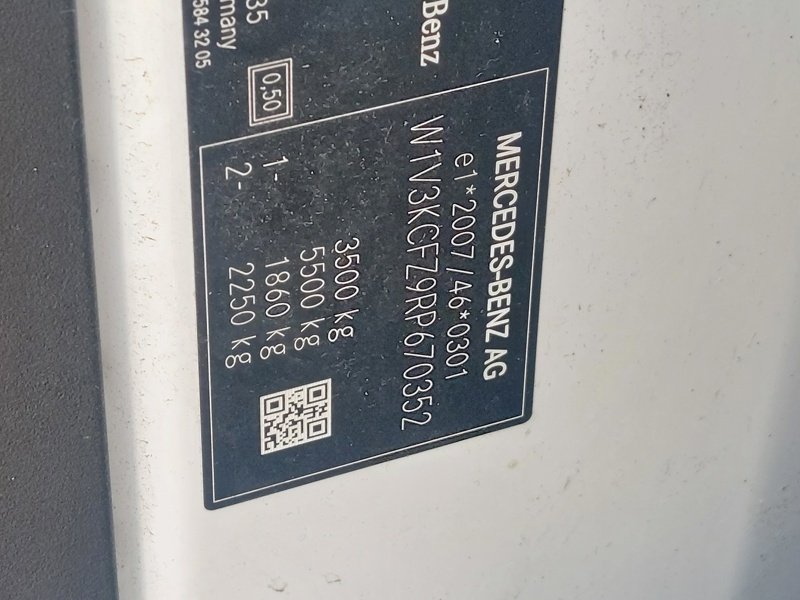 Benz
35
many
584 32 05
0,50
MERCEDES-BENZ AG
e1*2007/46*0301
W1V3KCFZ9RP670352
3500 kg
5500 kg
1- 1860 kg
2- 2250 kg